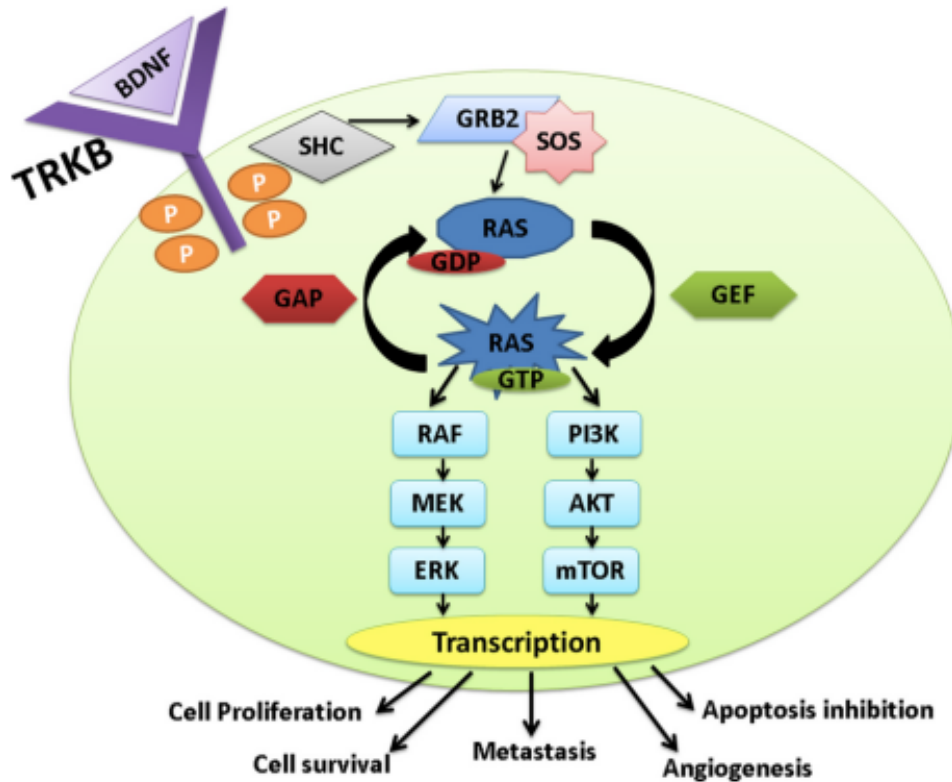 BDNF
TRKB
P
P
P
P
SHC
GRB2
SOS
RAS
GDP
GAP
GEF
RAS
GTP
RAF
PI3K
MEK
AKT
ERK
mTOR
Transcription
Cell Proliferation
Apoptosis inhibition
Cell survival
Metastasis
Angiogenesis